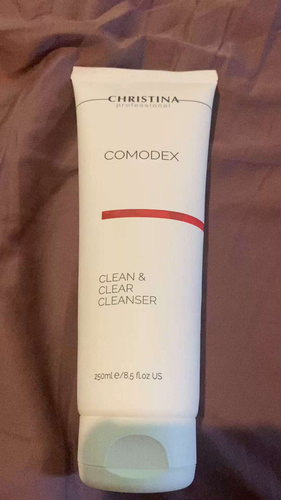 CHRISTINA
professional
COMODEX
CLEAN &
CLEAR
CLEANSER
250ml e/8.5 fl.oz US